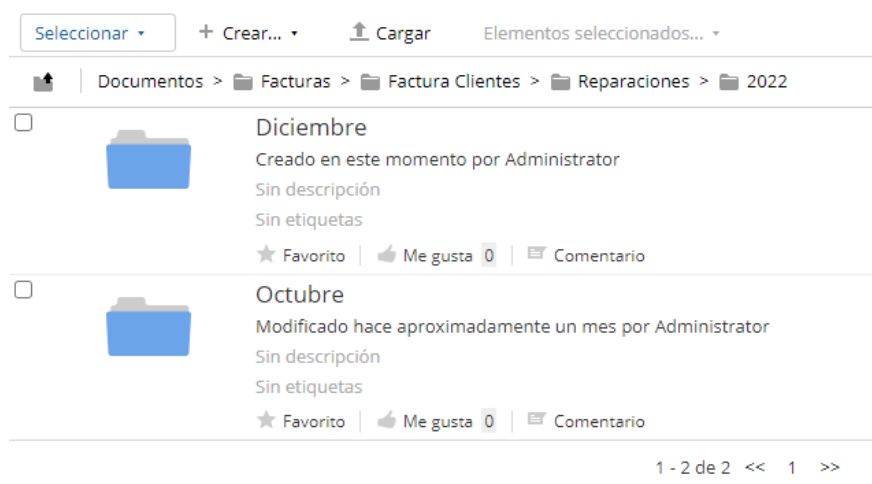 Seleccionar + Crear... Cargar Elementos seleccionados...
Documentos > Facturas > Factura Clientes > Reparaciones > 2022
Diciembre
Creado en este momento por Administrator
Sin descripción
Sin etiquetas
Favorito Me gusta 0 Comentario
Octubre
Modificado hace aproximadamente un mes por Administrator
Sin descripción
Sin etiquetas
Favorito Me gusta 0 Comentario
1 - 2 de 2 << 1 >>